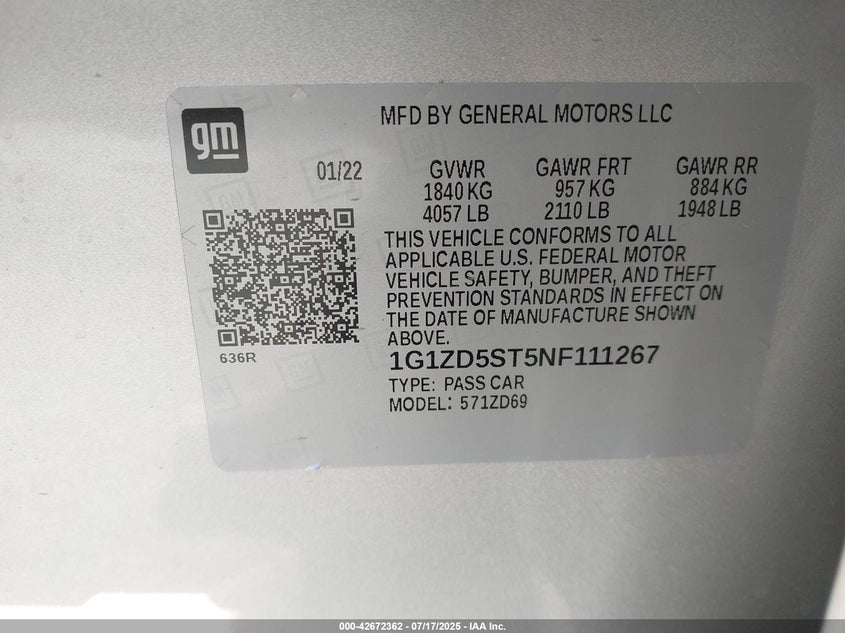 gm
MFD BY GENERAL MOTORS LLC
01/22
GVWR GAWR FRT GAWR RR
1840 KG 957 KG 884 KG
4057 LB 2110 LB 1948 LB
THIS VEHICLE CONFORMS TO ALL
APPLICABLE U.S. FEDERAL MOTOR
VEHICLE SAFETY, BUMPER, AND THEFT
PREVENTION STANDARDS IN EFFECT ON
THE DATE OF MANUFACTURE SHOWN
ABOVE.
636R
1G1ZD5ST5NF111267
TYPE: PASS CAR
MODEL: 571ZD69
000-42672362 - 07/17/2025 - IAA Inc.